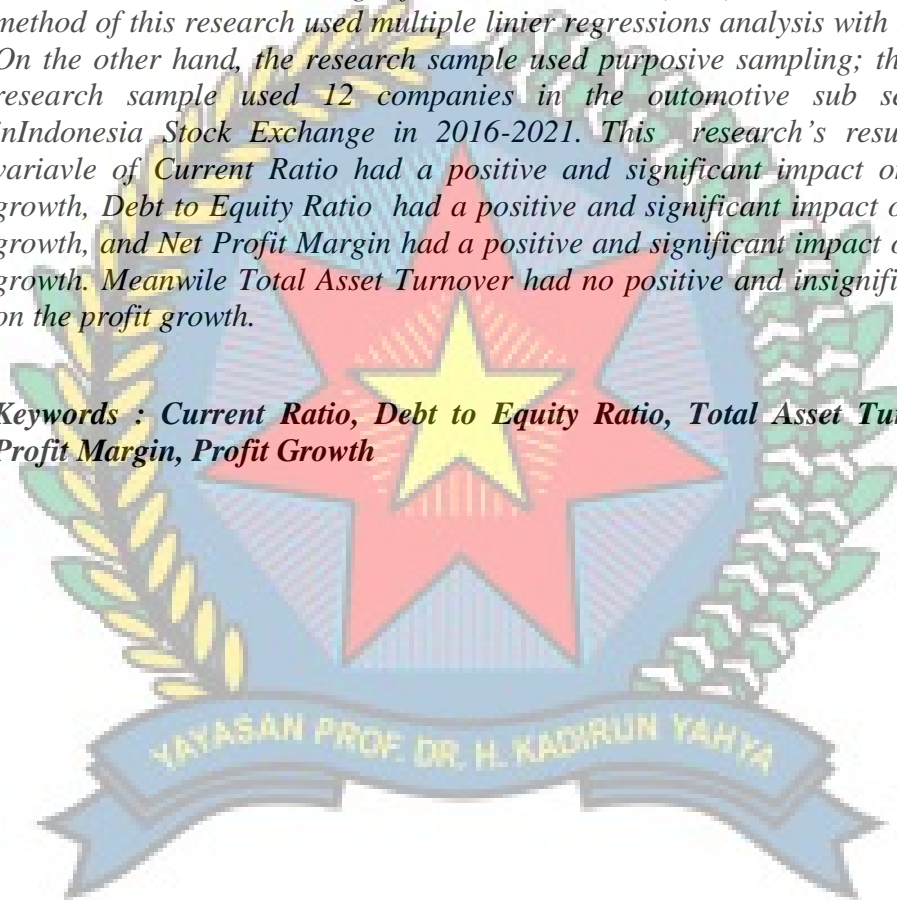 method of this research used multiple linier regressions analysis with
On the other hand, the research sample used purposive sampling; th
research sample used 12 companies in the outomotive sub se
inIndonesia Stock Exchange in 2016-2021. This research's resu
variavle of Current Ratio had a positive and significant impact o
growth, Debt to Equity Ratio had a positive and significant impact o
growth, and Net Profit Margin had a positive and significant impact o
growth. Meanwile Total Asset Turnover had no positive and insignifi
on the profit growth.
Keywords : Current Ratio, Debt to Equity Ratio, Total Asset Tur
Profit Margin, Profit Growth
YAYASAN PROF. DR. H. KADIRUN YAHYA